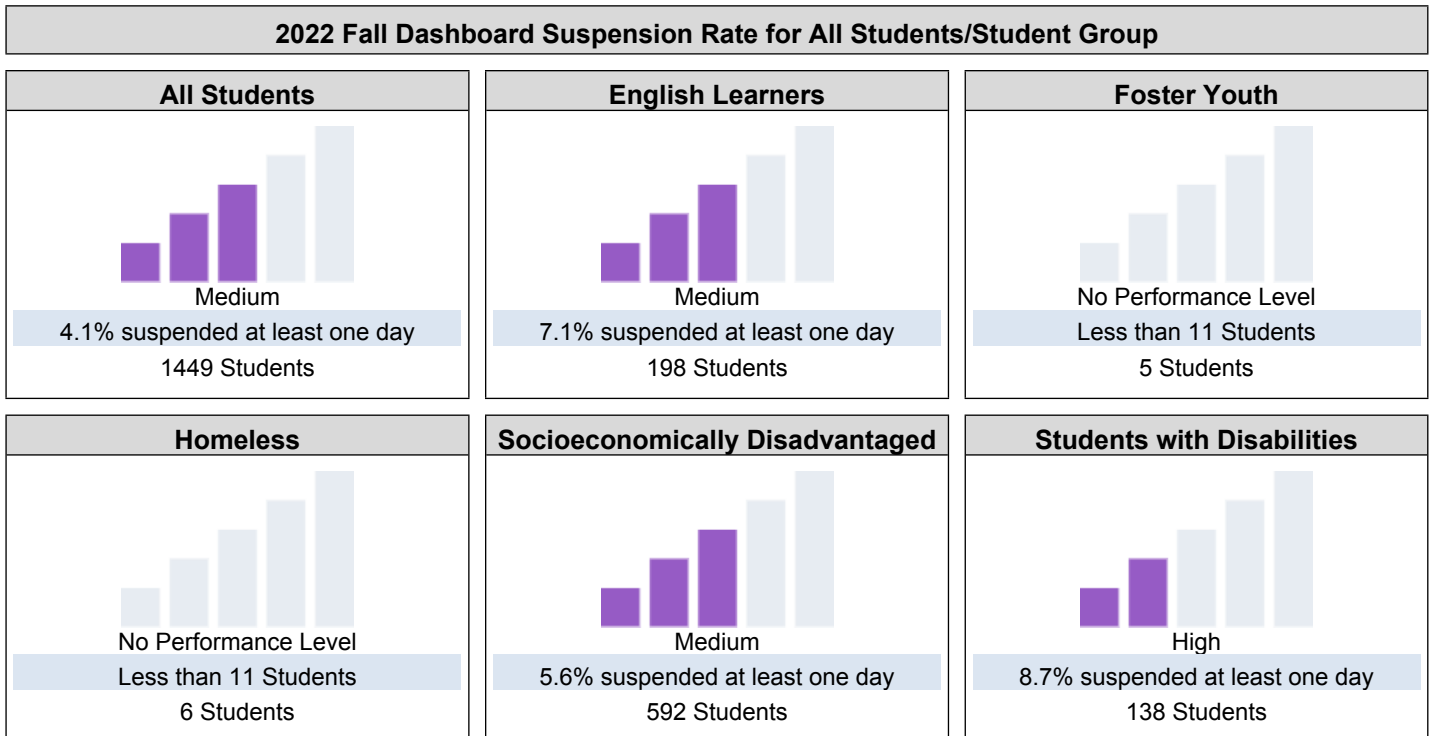 2022 Fall Dashboard Suspension Rate for All Students/Student Group
All Students
Medium
4.1% suspended at least one day
1449 Students
English Learners
Medium
7.1% suspended at least one day
198 Students
Foster Youth
No Performance Level
Less than 11 Students
5 Students
Homeless
No Performance Level
Less than 11 Students
6 Students
Socioeconomically Disadvantaged
Medium
5.6% suspended at least one day
592 Students
Students with Disabilities
High
8.7% suspended at least one day
138 Students